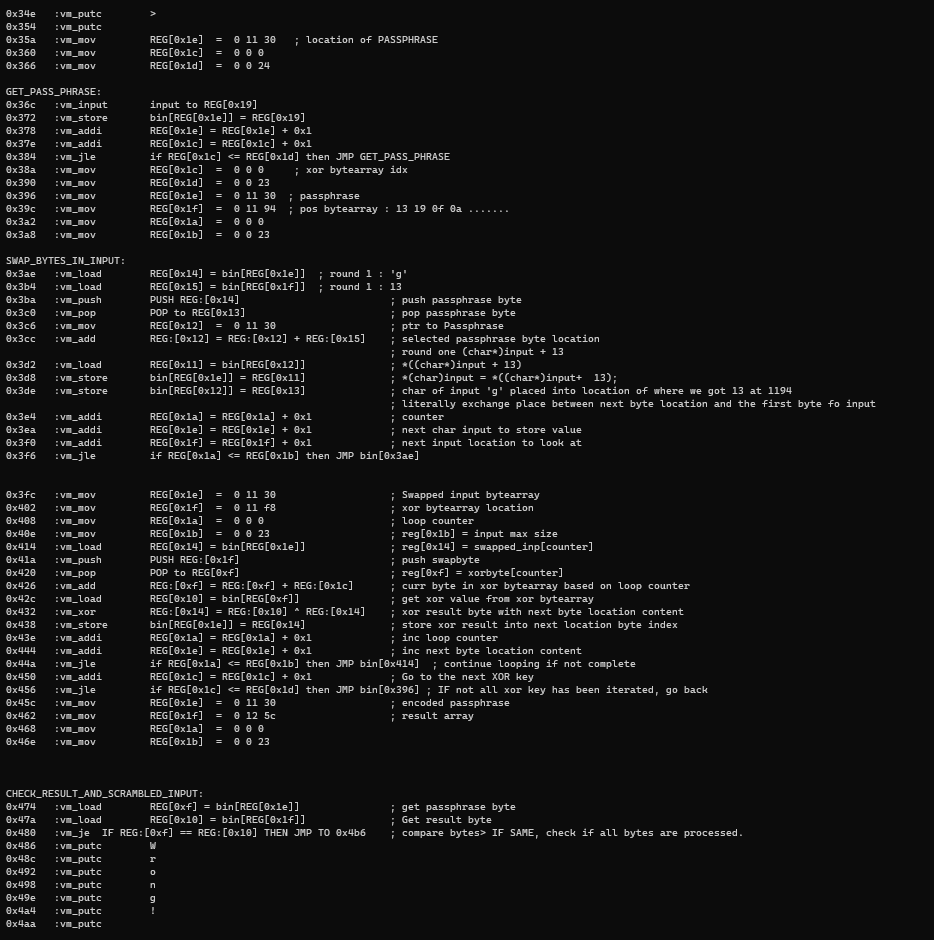 0x34e :vm_putc >
0x354 :vm_putc
0x35a :vm_mov REG[0x1e] = 0 11 30 ; location of PASSPHRASE
0x360 :vm_mov REG[0x1c] = 0 0 0
0x366 :vm_mov REG[0x1d] = 0 0 24
GET_PASS_PHRASE:
0x36c :vm_input input to REG[0x19]
0x372 :vm_store bin[REG[0x1e]] = REG[0x19]
0x378 :vm_addi REG[0x1e] = REG[0x1e] + 0x1
0x37e :vm_addi REG[0x1c] = REG[0x1c] + 0x1
0x384 :vm_jle if REG[0x1c] <= REG[0x1d] then JMP GET_PASS_PHRASE
0x38a :vm_mov REG[0x1c] = 0 0 0 ; xor bytearray idx
0x390 :vm_mov REG[0x1d] = 0 0 23
0x396 :vm_mov REG[0x1e] = 0 11 30 ; passphrase
0x39c :vm_mov REG[0x1f] = 0 11 94 ; pos bytearray : 13 19 0f 0a .......
0x3a2 :vm_mov REG[0x1a] = 0 0 0
0x3a8 :vm_mov REG[0x1b] = 0 0 23
SWAP_BYTES_IN_INPUT:
0x3ae :vm_load REG[0x14] = bin[REG[0x1e]] ; round 1 : 'g'
0x3b4 :vm_load REG[0x15] = bin[REG[0x1f]] ; round 1 : 13
0x3ba :vm_push PUSH REG:[0x14] ; push passphrase byte
0x3c0 :vm_pop POP to REG[0x13] ; pop passphrase byte
0x3c6 :vm_mov REG[0x12] = 0 11 30 ; ptr to Passphrase
0x3cc :vm_add REG:[0x12] = REG:[0x12] + REG:[0x15] ; selected passphrase byte location
; round one (char*)input + 13
0x3d2 :vm_load REG[0x11] = bin[REG[0x12]] ; *((char*)input + 13)
0x3d8 :vm_store bin[REG[0x1e]] = REG[0x11] ; *(char)input = *((char*)input+ 13);
0x3de :vm_store bin[REG[0x12]] = REG[0x13] ; char of input 'g' placed into location of where we got 13 at 1194
; literally exchange place between next byte location and the first byte fo input
0x3e4 :vm_addi REG[0x1a] = REG[0x1a] + 0x1 ; counter
0x3ea :vm_addi REG[0x1e] = REG[0x1e] + 0x1 ; next char input to store value
0x3f0 :vm_addi REG[0x1f] = REG[0x1f] + 0x1 ; next input location to look at
0x3f6 :vm_jle if REG[0x1a] <= REG[0x1b] then JMP bin[0x3ae]
0x3fc :vm_mov REG[0x1e] = 0 11 30 ; Swapped input bytearray
0x402 :vm_mov REG[0x1f] = 0 11 f8 ; xor bytearray location
0x408 :vm_mov REG[0x1a] = 0 0 0 ; loop counter
0x40e :vm_mov REG[0x1b] = 0 0 23 ; reg[0x1b] = input max size
0x414 :vm_load REG[0x14] = bin[REG[0x1e]] ; reg[0x14] = swapped_inp[counter]
0x41a :vm_push PUSH REG:[0x1f] ; push swapbyte
0x420 :vm_pop POP to REG[0xf] ; reg[0xf] = xorbyte[counter]
0x426 :vm_add REG:[0xf] = REG:[0xf] + REG:[0x1c] ; curr byte in xor bytearray based on loop counter
0x42c :vm_load REG[0x10] = bin[REG[0xf]] ; get xor value from xor bytearray
0x432 :vm_xor REG:[0x14] = REG:[0x10] ^ REG:[0x14] ; xor result byte with next byte location content
0x438 :vm_store bin[REG[0x1e]] = REG[0x14] ; store xor result into next location byte index
0x43e :vm_addi REG[0x1a] = REG[0x1a] + 0x1 ; inc loop counter
0x444 :vm_addi REG[0x1e] = REG[0x1e] + 0x1 ; inc next byte location content
0x44a :vm_jle if REG[0x1a] <= REG[0x1b] then JMP bin[0x414] ; continue looping if not complete
0x450 :vm_addi REG[0x1c] = REG[0x1c] + 0x1 ; Go to the next XOR key
0x456 :vm_jle if REG[0x1c] <= REG[0x1d] then JMP bin[0x396] ; IF not all xor key has been iterated, go back
0x45c :vm_mov REG[0x1e] = 0 11 30 ; encoded passphrase
0x462 :vm_mov REG[0x1f] = 0 12 5c ; result array
0x468 :vm_mov REG[0x1a] = 0 0 0
0x46e :vm_mov REG[0x1b] = 0 0 23
CHECK_RESULT_AND_SCRAMBLED_INPUT:
0x474 :vm_load REG[0xf] = bin[REG[0x1e]] ; get passphrase byte
0x47a :vm_load REG[0x10] = bin[REG[0x1f]] ; Get result byte
0x480 :vm_je IF REG:[0xf] == REG:[0x10] THEN JMP TO 0x4b6 ; compare bytes> IF SAME, check if all bytes are processed.
0x486 :vm_putc W
0x48c :vm_putc r
0x492 :vm_putc o
0x498 :vm_putc n
0x49e :vm_putc g
0x4a4 :vm_putc !
0x4aa :vm_putc